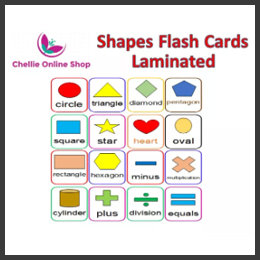 Chellie Online Shop
Shapes Flash Cards
Laminated
circle
triangle
diamond
pentagon
square
star
heart
oval
rectangle
hexagon
minus
multiplication
cylinder
plus
division
equals